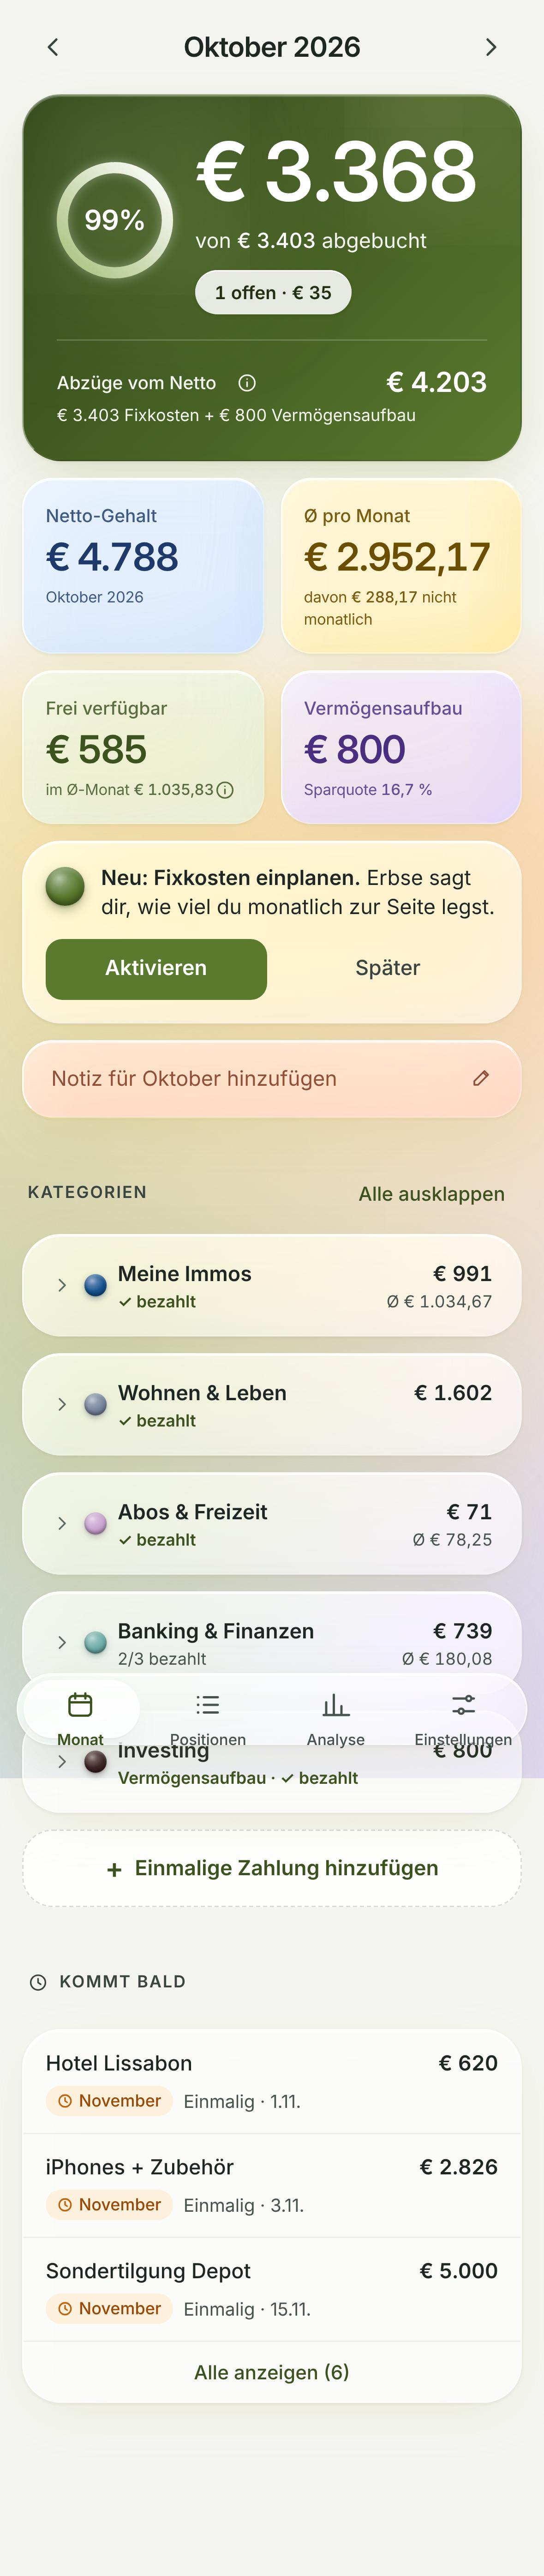 Oktober 2026
99%
€ 3.368
von € 3.403 abgebucht
1 offen · € 35
Abzüge vom Netto
€ 4.203
€ 3.403 Fixkosten + € 800 Vermögensaufbau
Netto-Gehalt
€ 4.788
Oktober 2026
Ø pro Monat
€ 2.952,17
davon € 288,17 nicht
monatlich
Frei verfügbar
€ 585
im Ø-Monat € 1.035,83
Vermögensaufbau
€ 800
Sparquote 16,7 %
Neu: Fixkosten einplanen. Erbse sagt
dir, wie viel du monatlich zur Seite legst.
Aktivieren
Später
Notiz für Oktober hinzufügen
KATEGORIEN
Alle ausklappen
Meine Immos
€ 991
✓ bezahlt
Ø € 1.034,67
Wohnen & Leben
€ 1.602
✓ bezahlt
Abos & Freizeit
€ 71
✓ bezahlt
Ø € 78,25
Banking & Finanzen
€ 739
2/3 bezahlt
Ø € 180,08
Monat
Positionen
Analyse
Einstellungen
Investing
€ 800
Vermögensaufbau · ✓ bezahlt
+ Einmalige Zahlung hinzufügen
KOMMT BALD
Hotel Lissabon
€ 620
November
Einmalig · 1.11.
iPhones + Zubehör
€ 2.826
November
Einmalig · 3.11.
Sondertilgung Depot
€ 5.000
November
Einmalig · 15.11.
Alle anzeigen (6)